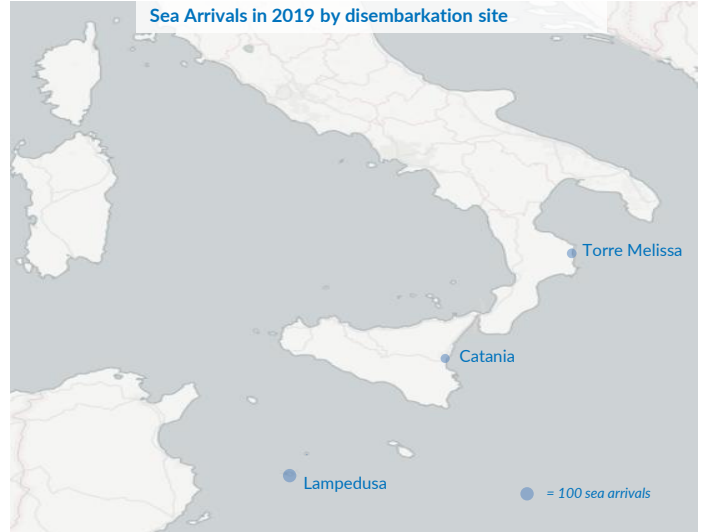 Sea Arrivals in 2019 by disembarkation site
Torre Melissa
Catania
Lampedusa
= 100 sea arrivals